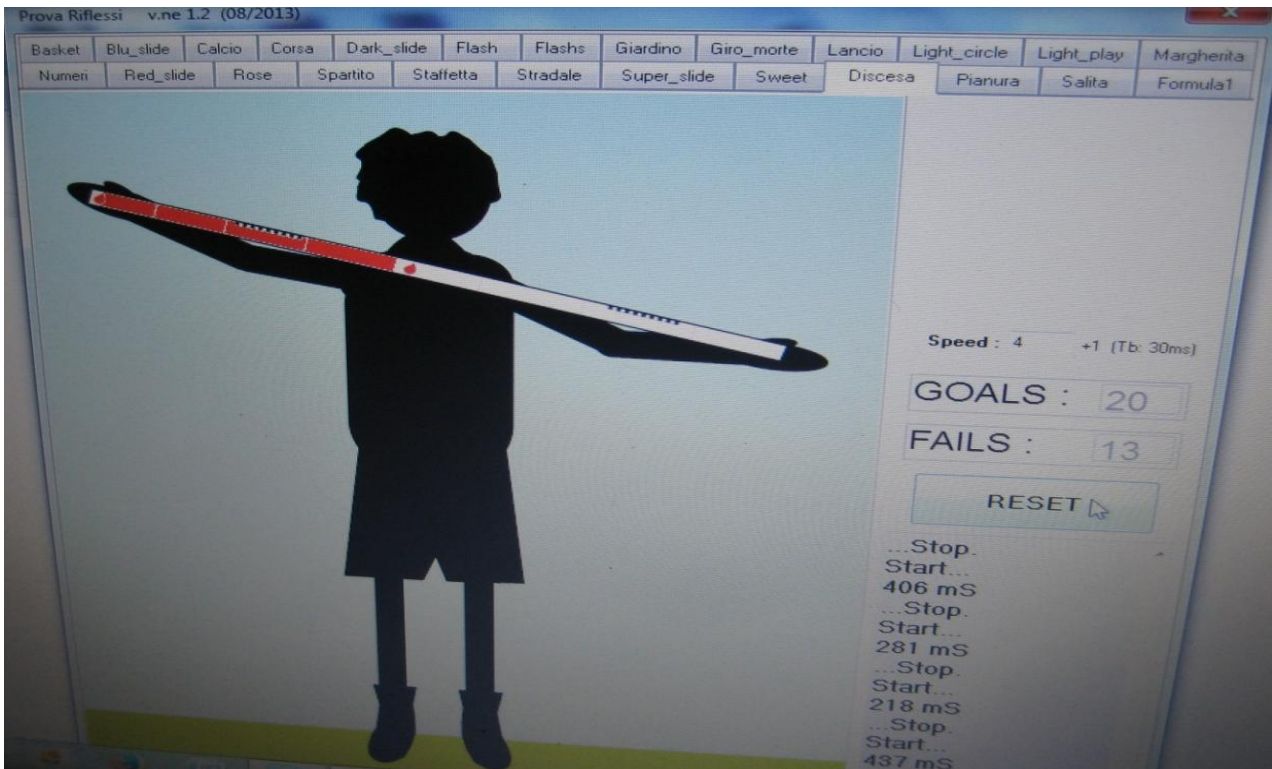 Prova Riflessi v.ne 1.2 (08/2013)
Basket Blu_slide Calcio Corsa Dark_slide Flash Flashs Giardino Giro_morte Lancio Light_circle Light_play Margherita
Numeri Red_slide Rose Spartito Staffetta Stradale Super_slide Sweet Discesa Pianura Salita Formula1
Speed : 4 +1 (Tb: 30ms)
GOALS : 20
FAILS : 13
RESET
...Stop.
Start...
406 mS
...Stop.
Start...
281 mS
...Stop.
Start...
218 mS
...Stop.
Start...
437 mS